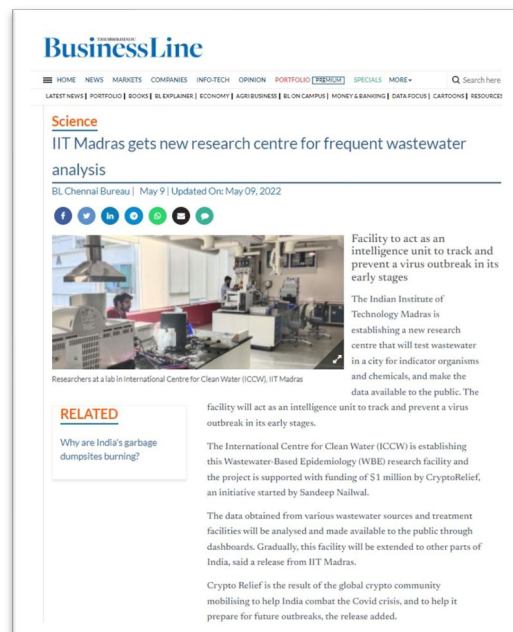 THE HINDU
BusinessLine
HOME NEWS MARKETS COMPANIES INFO-TECH OPINION PORTFOLIO PREMIUM SPECIALS MORE Search here
LATEST NEWS | PORTFOLIO | BOOKS | BL EXPLAINER | ECONOMY | AGRI BUSINESS | BL ON CAMPUS | MONEY & BANKING | DATA FOCUS | CARTOONS | RESOURCES
Science
IIT Madras gets new research centre for frequent wastewater
analysis
BL Chennai Bureau | May 9 | Updated On: May 09, 2022
Facility to act as an
intelligence unit to track and
prevent a virus outbreak in its
early stages
The Indian Institute of
Technology Madras is
establishing a new research
centre that will test wastewater
in a city for indicator organisms
and chemicals, and make the
data available to the public. The
Researchers at a lab in International Centre for Clean Water (ICCW), IIT Madras
RELATED
Why are India's garbage
dumpsites burning?
facility will act as an intelligence unit to track and prevent a virus
outbreak in its early stages.
The International Centre for Clean Water (ICCW) is establishing
this Wastewater-Based Epidemiology (WBE) research facility and
the project is supported with funding of $1 million by CryptoRelief,
an initiative started by Sandeep Nailwal.
The data obtained from various wastewater sources and treatment
facilities will be analysed and made available to the public through
dashboards. Gradually, this facility will be extended to other parts of
India, said a release from IIT Madras.
Crypto Relief is the result of the global crypto community
mobilising to help India combat the Covid crisis, and to help it
prepare for future outbreaks, the release added.